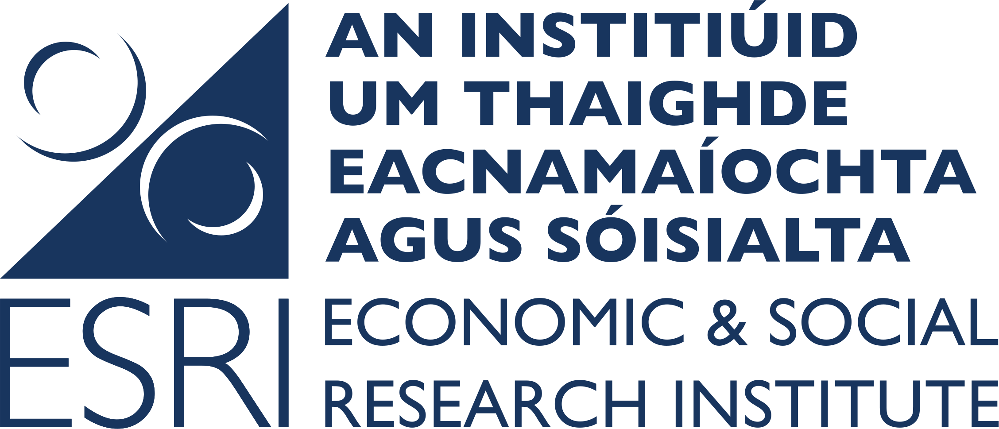 AN INSTITIÚID
UM THAIGHDE
EACNAMAÍOCHTA
AGUS SÓISIALTA
ESRI
ECONOMIC & SOCIAL
RESEARCH INSTITUTE